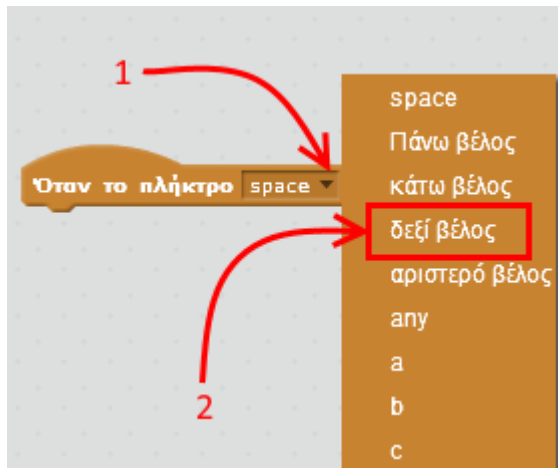 1
space
Πάνω βέλος
Όταν το πλήκτρο space
κάτω βέλος
δεξί βέλος
αριστερό βέλος
any
a
2
b
c